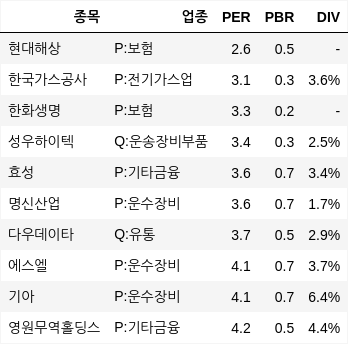 종목 업종 PER PBR DIV
현대해상 P:보험 2.6 0.5 -
한국가스공사 P:전기가스업 3.1 0.3 3.6%
한화생명 P:보험 3.3 0.2 -
성우하이텍 Q:운송장비부품 3.4 0.3 2.5%
효성 P:기타금융 3.6 0.7 3.4%
명신산업 P:운수장비 3.6 0.7 1.7%
다우데이타 Q:유통 3.7 0.5 2.9%
에스엘 P:운수장비 4.1 0.7 3.7%
기아 P:운수장비 4.1 0.7 6.4%
영원무역홀딩스 P:기타금융 4.2 0.5 4.4%